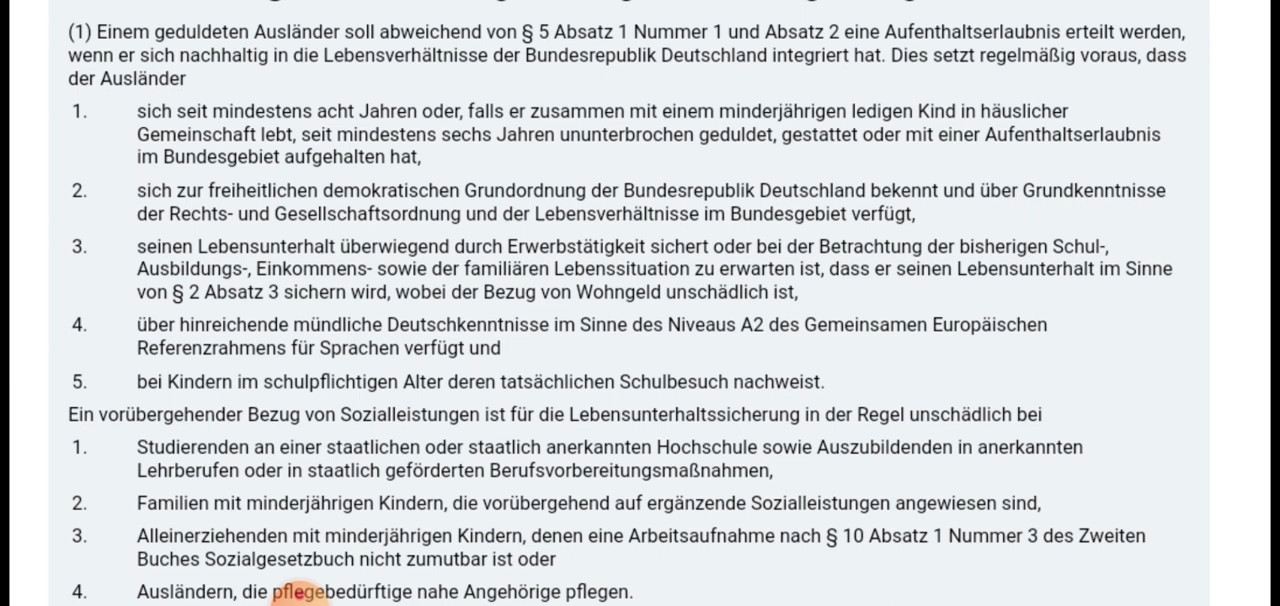 (1) Einem geduldeten Ausländer soll abweichend von § 5 Absatz 1 Nummer 1 und Absatz 2 eine Aufenthaltserlaubnis erteilt werden,
wenn er sich nachhaltig in die Lebensverhältnisse der Bundesrepublik Deutschland integriert hat. Dies setzt regelmäßig voraus, dass
der Ausländer
1. sich seit mindestens acht Jahren oder, falls er zusammen mit einem minderjährigen ledigen Kind in häuslicher
Gemeinschaft lebt, seit mindestens sechs Jahren ununterbrochen geduldet, gestattet oder mit einer Aufenthaltserlaubnis
im Bundesgebiet aufgehalten hat,
2. sich zur freiheitlichen demokratischen Grundordnung der Bundesrepublik Deutschland bekennt und über Grundkenntnisse
der Rechts- und Gesellschaftsordnung und der Lebensverhältnisse im Bundesgebiet verfügt,
3. seinen Lebensunterhalt überwiegend durch Erwerbstätigkeit sichert oder bei der Betrachtung der bisherigen Schul-,
Ausbildungs-, Einkommens- sowie der familiären Lebenssituation zu erwarten ist, dass er seinen Lebensunterhalt im Sinne
von § 2 Absatz 3 sichern wird, wobei der Bezug von Wohngeld unschädlich ist,
4. über hinreichende mündliche Deutschkenntnisse im Sinne des Niveaus A2 des Gemeinsamen Europäischen
Referenzrahmens für Sprachen verfügt und
5. bei Kindern im schulpflichtigen Alter deren tatsächlichen Schulbesuch nachweist.
Ein vorübergehender Bezug von Sozialleistungen ist für die Lebensunterhaltssicherung in der Regel unschädlich bei
1. Studierenden an einer staatlichen oder staatlich anerkannten Hochschule sowie Auszubildenden in anerkannten
Lehrberufen oder in staatlich geförderten Berufsvorbereitungsmaßnahmen,
2. Familien mit minderjährigen Kindern, die vorübergehend auf ergänzende Sozialleistungen angewiesen sind,
3. Alleinerziehenden mit minderjährigen Kindern, denen eine Arbeitsaufnahme nach § 10 Absatz 1 Nummer 3 des Zweiten
Buches Sozialgesetzbuch nicht zumutbar ist oder
4. Ausländern, die pflegebedürftige nahe Angehörige pflegen.